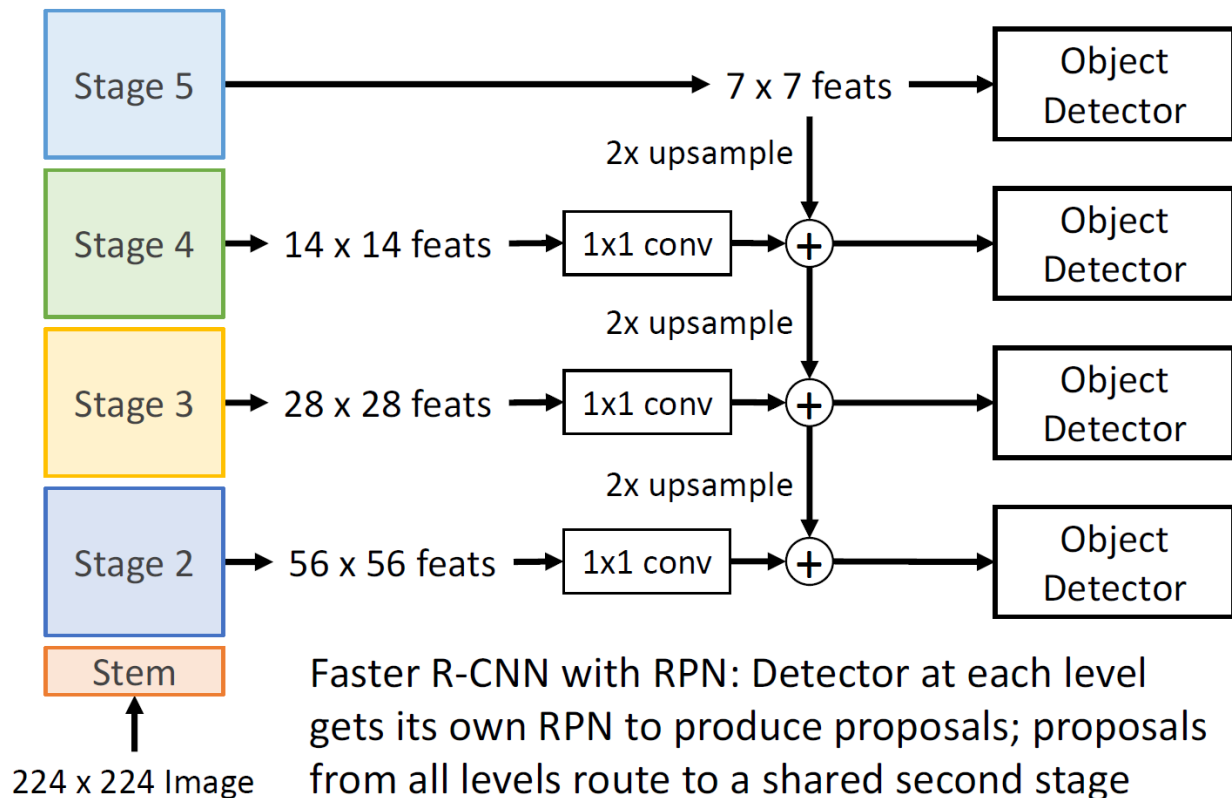 Stage 5
7 x 7 feats
Object
Detector
2x upsample
Stage 4
14 x 14 feats
1x1 conv
+
Object
Detector
2x upsample
Stage 3
28 x 28 feats
1x1 conv
+
Object
Detector
2x upsample
Stage 2
56 x 56 feats
1x1 conv
+
Object
Detector
Stem
224 x 224 Image
Faster R-CNN with RPN: Detector at each level
gets its own RPN to produce proposals; proposals
from all levels route to a shared second stage